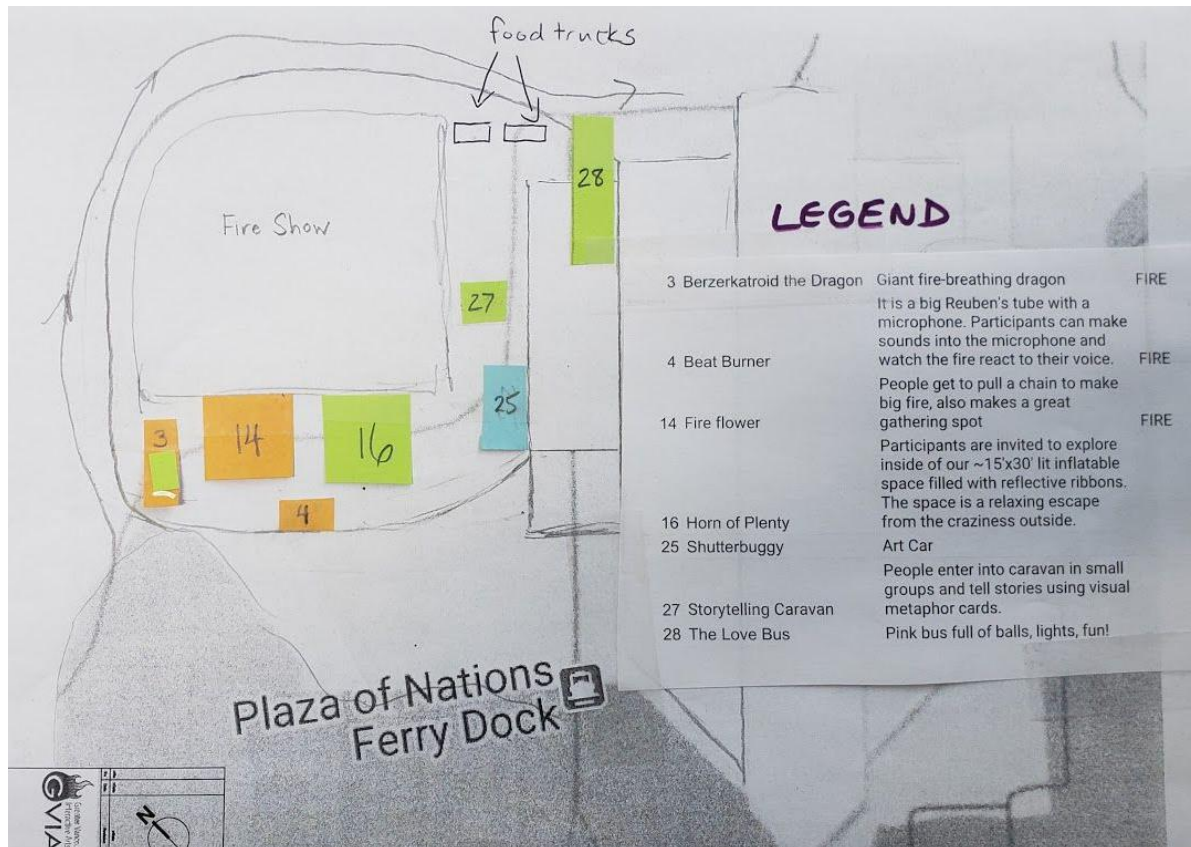 food trucks
28
Fire Show
27
25
3
14
16
4
LEGEND
3 Berzerkatroid the Dragon Giant fire-breathing dragon FIRE
It is a big Reuben's tube with a
microphone. Participants can make
sounds into the microphone and
4 Beat Burner watch the fire react to their voice. FIRE
People get to pull a chain to make
big fire, also makes a great
14 Fire flower gathering spot FIRE
Participants are invited to explore
inside of our ~15'x30' lit inflatable
space filled with reflective ribbons.
The space is a relaxing escape
16 Horn of Plenty from the craziness outside.
25 Shutterbuggy Art Car
People enter into caravan in small
groups and tell stories using visual
27 Storytelling Caravan metaphor cards.
28 The Love Bus Pink bus full of balls, lights, fun!
Plaza of Nations
Ferry Dock
GVIA
N